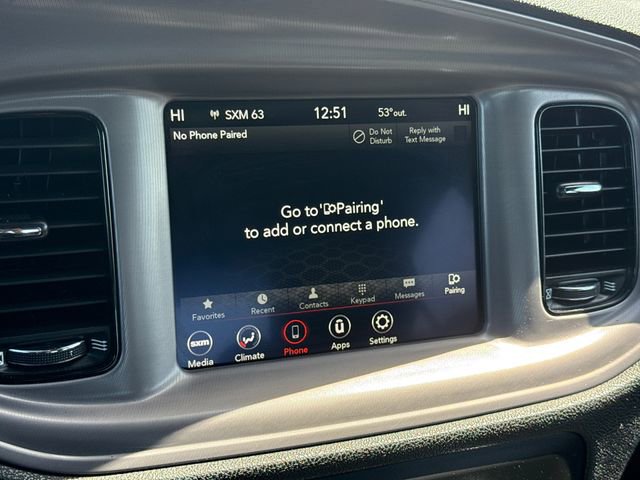 HI SXM 63 12:51 53°out. HI
No Phone Paired
Do Not Disturb
Reply with Text Message
Go to 'Pairing'
to add or connect a phone.
Favorites Recent Contacts Keypad Messages Pairing
sxm
Media Climate Phone Apps Settings